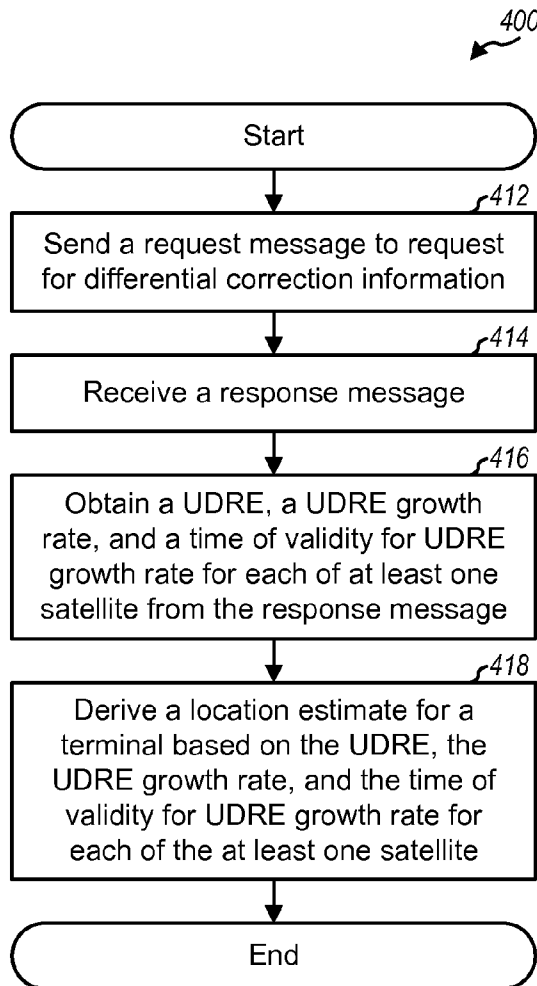 400
Start
412
Send a request message to request
for differential correction information
414
Receive a response message
416
Obtain a UDRE, a UDRE growth
rate, and a time of validity for UDRE
growth rate for each of at least one
satellite from the response message
418
Derive a location estimate for a
terminal based on the UDRE, the
UDRE growth rate, and the time of
validity for UDRE growth rate for
each of the at least one satellite
End